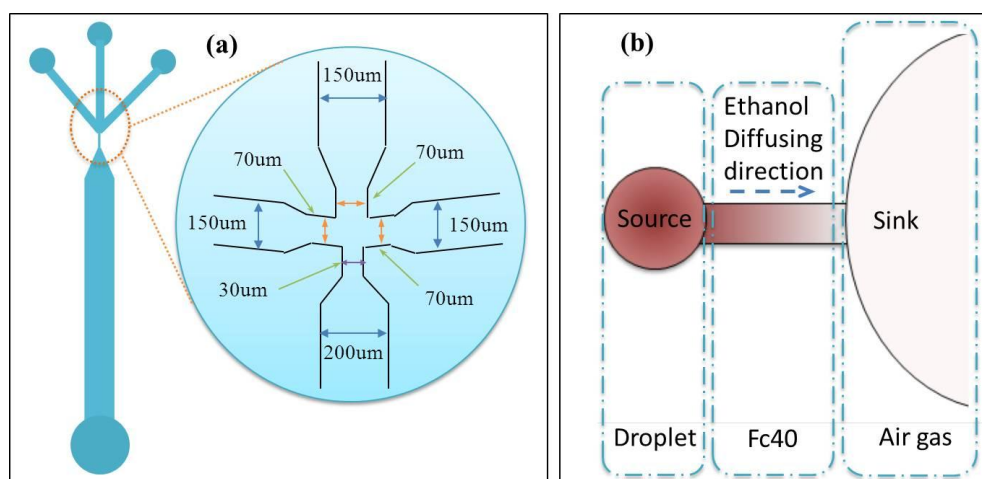 (a)
150um
70um
70um
150um
150um
30um
70um
200um
(b)
Ethanol
Diffusing
direction
Source
Sink
Droplet
Fc40
Air gas